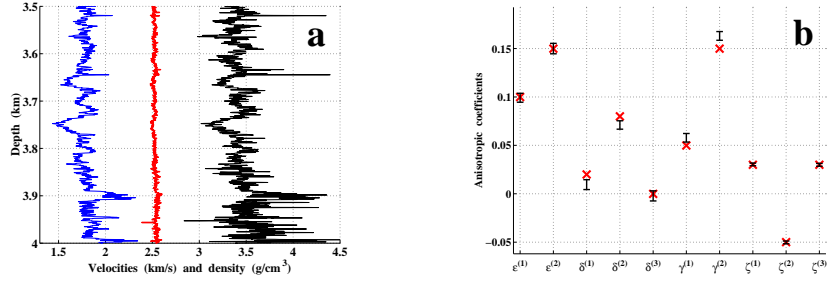 a
3.5
3.6
3.7
3.8
3.9
4
Depth (km)
1.5 2 2.5 3 3.5 4 4.5
Velocities (km/s) and density (g/cm³)
b
0.15
0.1
0.05
0
−0.05
Anisotropic coefficients
ε⁽¹⁾ ε⁽²⁾ δ⁽¹⁾ δ⁽²⁾ δ⁽³⁾ γ⁽¹⁾ γ⁽²⁾ ζ⁽¹⁾ ζ⁽²⁾ ζ⁽³⁾